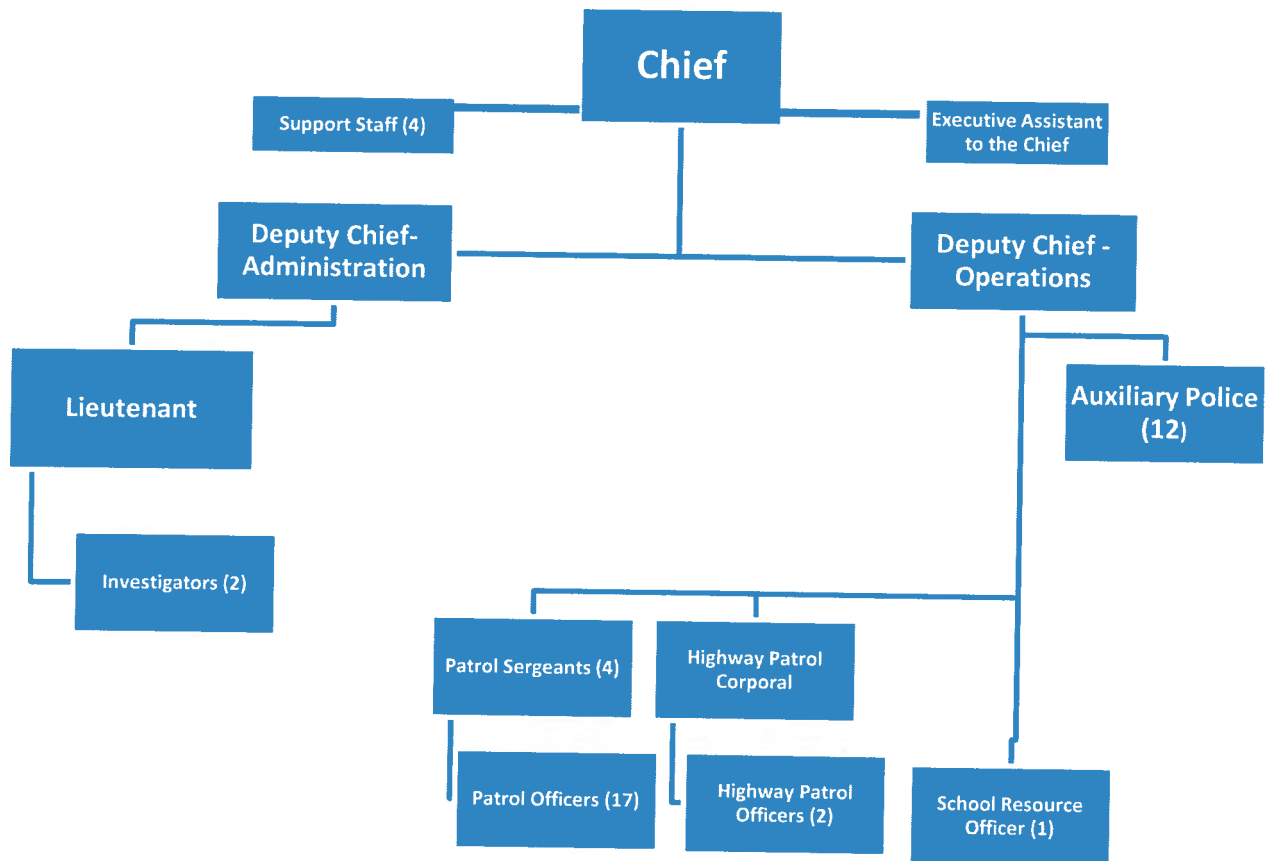 Chief
Support Staff (4)
Executive Assistant
to the Chief
Deputy Chief-
Administration
Deputy Chief -
Operations
Lieutenant
Auxiliary Police
(12)
Investigators (2)
Patrol Sergeants (4)
Highway Patrol
Corporal
Patrol Officers (17)
Highway Patrol
Officers (2)
School Resource
Officer (1)